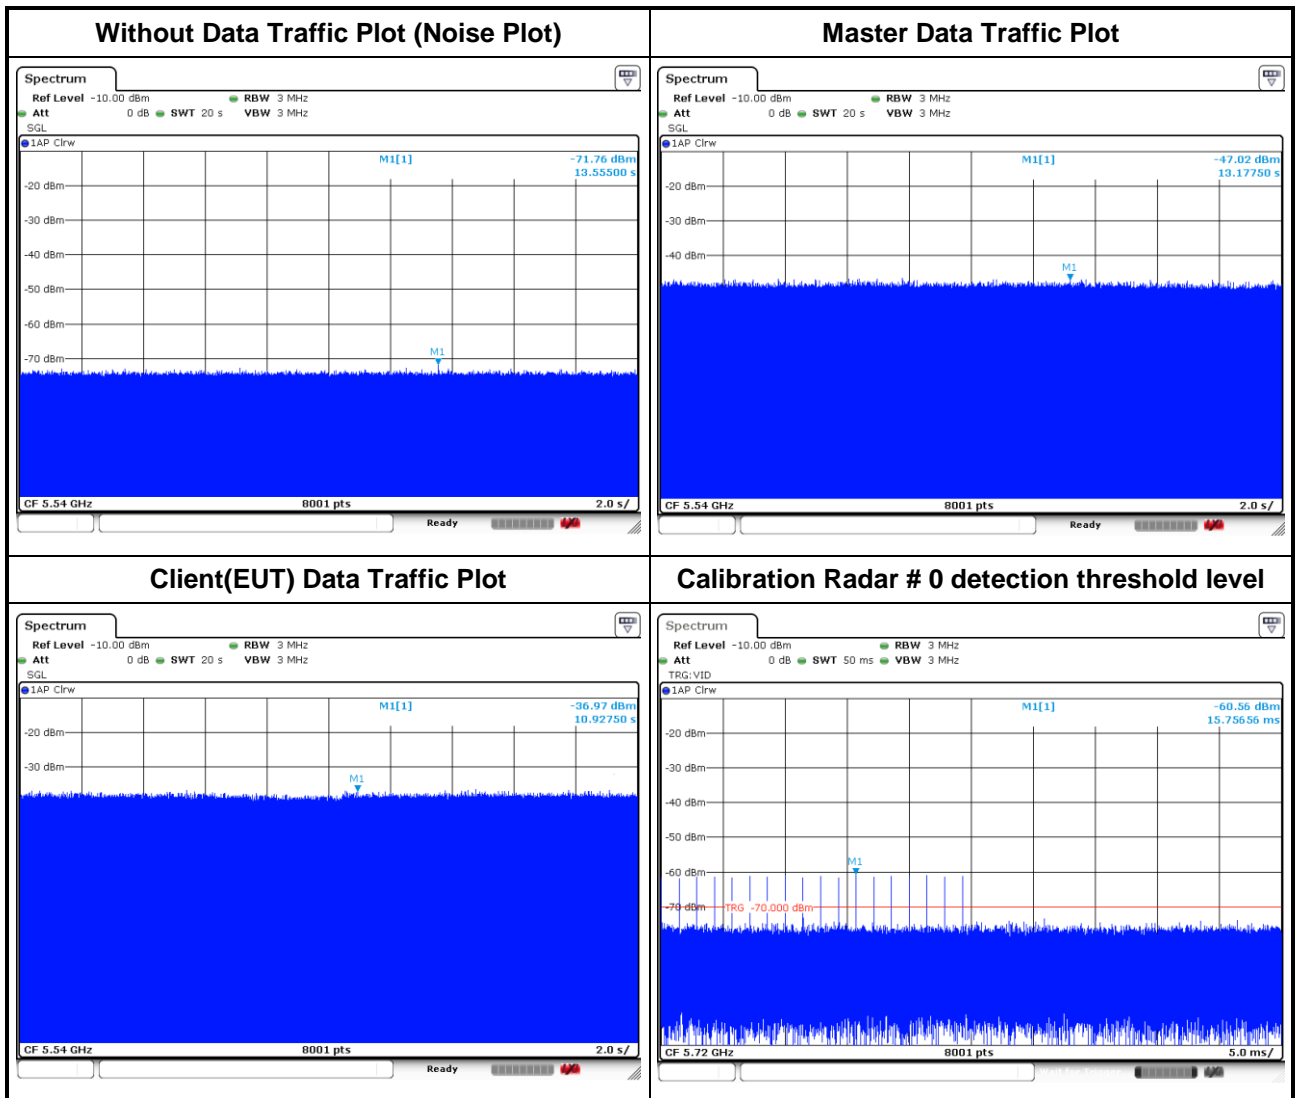 Without Data Traffic Plot (Noise Plot)
Spectrum
Ref Level -10.00 dBm RBW 3 MHz
Att 0 dB SWT 20 s VBW 3 MHz
SGL
1AP Clrw
M1[1] -71.76 dBm
13.55500 s
-20 dBm
-30 dBm
-40 dBm
-50 dBm
-60 dBm
M1
-70 dBm
CF 5.54 GHz 8001 pts 2.0 s/
Ready
Master Data Traffic Plot
Spectrum
Ref Level -10.00 dBm RBW 3 MHz
Att 0 dB SWT 20 s VBW 3 MHz
SGL
1AP Clrw
M1[1] -47.02 dBm
13.17750 s
-20 dBm
-30 dBm
-40 dBm
M1
CF 5.54 GHz 8001 pts 2.0 s/
Ready
Client(EUT) Data Traffic Plot
Spectrum
Ref Level -10.00 dBm RBW 3 MHz
Att 0 dB SWT 20 s VBW 3 MHz
SGL
1AP Clrw
M1[1] -36.97 dBm
10.92750 s
-20 dBm
-30 dBm
M1
CF 5.54 GHz 8001 pts 2.0 s/
Ready
Calibration Radar # 0 detection threshold level
Spectrum
Ref Level -10.00 dBm RBW 3 MHz
Att 0 dB SWT 50 ms VBW 3 MHz
TRG:VID
1AP Clrw
M1[1] -60.56 dBm
15.75656 ms
-20 dBm
-30 dBm
-40 dBm
-50 dBm
M1
-60 dBm
-70 dBm TRG -70.000 dBm
CF 5.72 GHz 8001 pts 5.0 ms/